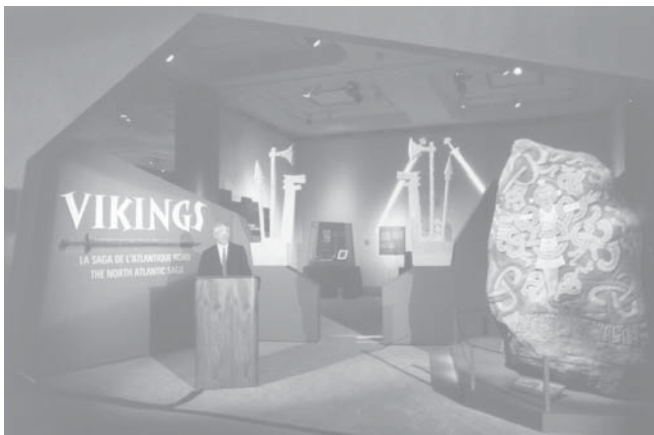 VIKINGS
LA SAGA DE L'ATLANTIQUE NORD
THE NORTH ATLANTIC SAGA